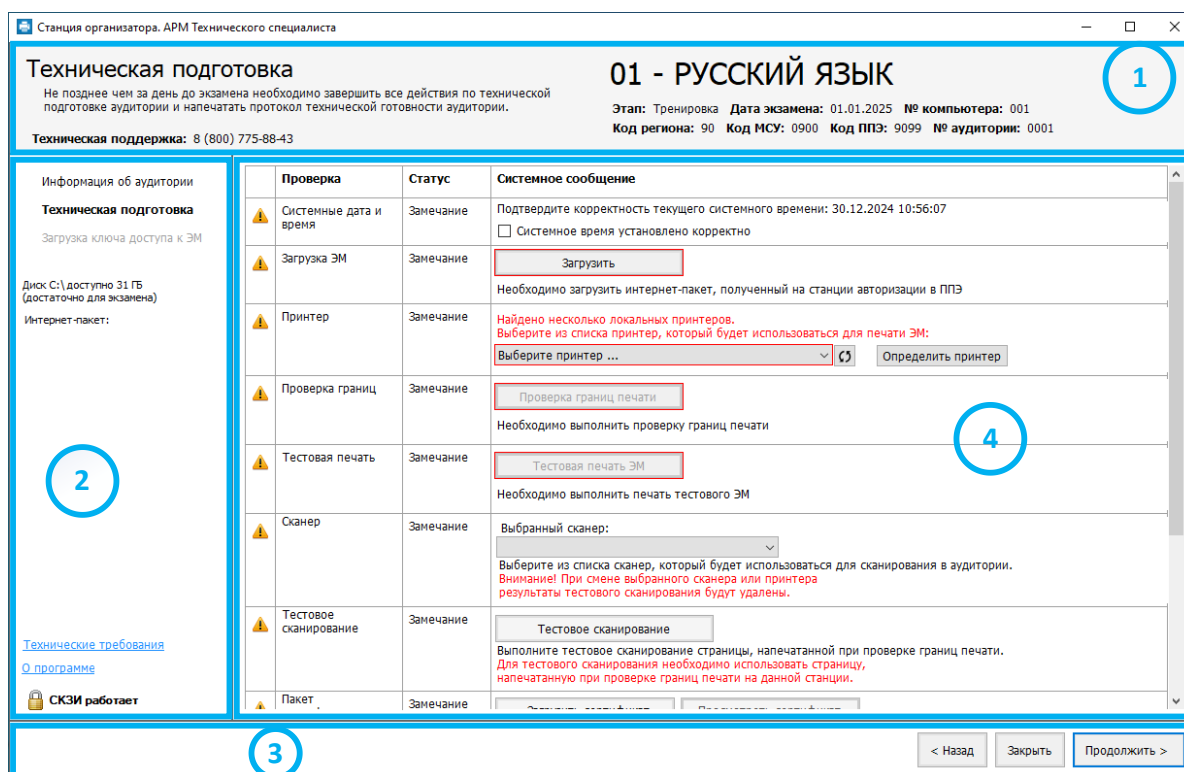 Станция организатора. АРМ Технического специалиста
Техническая подготовка
Не позднее чем за день до экзамена необходимо завершить все действия по технической
подготовке аудитории и напечатать протокол технической готовности аудитории.
Техническая поддержка: 8 (800) 775-88-43
01 - РУССКИЙ ЯЗЫК
Этап: Тренировка Дата экзамена: 01.01.2025 № компьютера: 001
Код региона: 90 Код МСУ: 0900 Код ППЭ: 9099 № аудитории: 0001
1
Информация об аудитории
Техническая подготовка
Загрузка ключа доступа к ЭМ
Диск C:\ доступно 31 ГБ
(достаточно для экзамена)
Интернет-пакет:
2
Технические требования
О программе
СКЗИ работает
Проверка Статус Системное сообщение
Системные дата и
время
Замечание
Подтвердите корректность текущего системного времени: 30.12.2024 10:56:07
Системное время установлено корректно
Загрузка ЭМ
Замечание
Загрузить
Необходимо загрузить интернет-пакет, полученный на станции авторизации в ППЭ
Принтер
Замечание
Найдено несколько локальных принтеров.
Выберите из списка принтер, который будет использоваться для печати ЭМ:
Выберите принтер ...
Определить принтер
Проверка границ
Замечание
Проверка границ печати
Необходимо выполнить проверку границ печати
4
Тестовая печать
Замечание
Тестовая печать ЭМ
Необходимо выполнить печать тестового ЭМ
Сканер
Замечание
Выбранный сканер:
Выберите из списка сканер, который будет использоваться для сканирования в аудитории.
Внимание! При смене выбранного сканера или принтера
результаты тестового сканирования будут удалены.
Тестовое
сканирование
Замечание
Тестовое сканирование
Выполните тестовое сканирование страницы, напечатанной при проверке границ печати.
Для тестового сканирования необходимо использовать страницу,
напечатанную при проверке границ печати на данной станции.
Пакет
Замечание
3
< Назад
Закрыть
Продолжить >